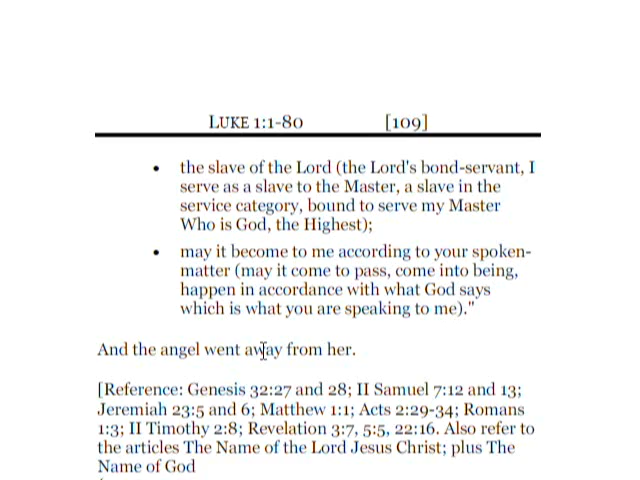 LUKE 1:1-80 [109]
• the slave of the Lord (the Lord's bond-servant, I
serve as a slave to the Master, a slave in the
service category, bound to serve my Master
Who is God, the Highest);
• may it become to me according to your spoken-
matter (may it come to pass, come into being,
happen in accordance with what God says
which is what you are speaking to me)."
And the angel went away from her.
[Reference: Genesis 32:27 and 28; II Samuel 7:12 and 13;
Jeremiah 23:5 and 6; Matthew 1:1; Acts 2:29-34; Romans
1:3; II Timothy 2:8; Revelation 3:7, 5:5, 22:16. Also refer to
the articles The Name of the Lord Jesus Christ; plus The
Name of God